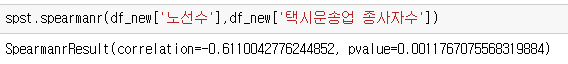 spst.spearmanr(df_new['노선수'],df_new['택시운송업 종사자수'])
SpearmanrResult(correlation=-0.6110042776244852, pvalue=0.0011767075568319884)